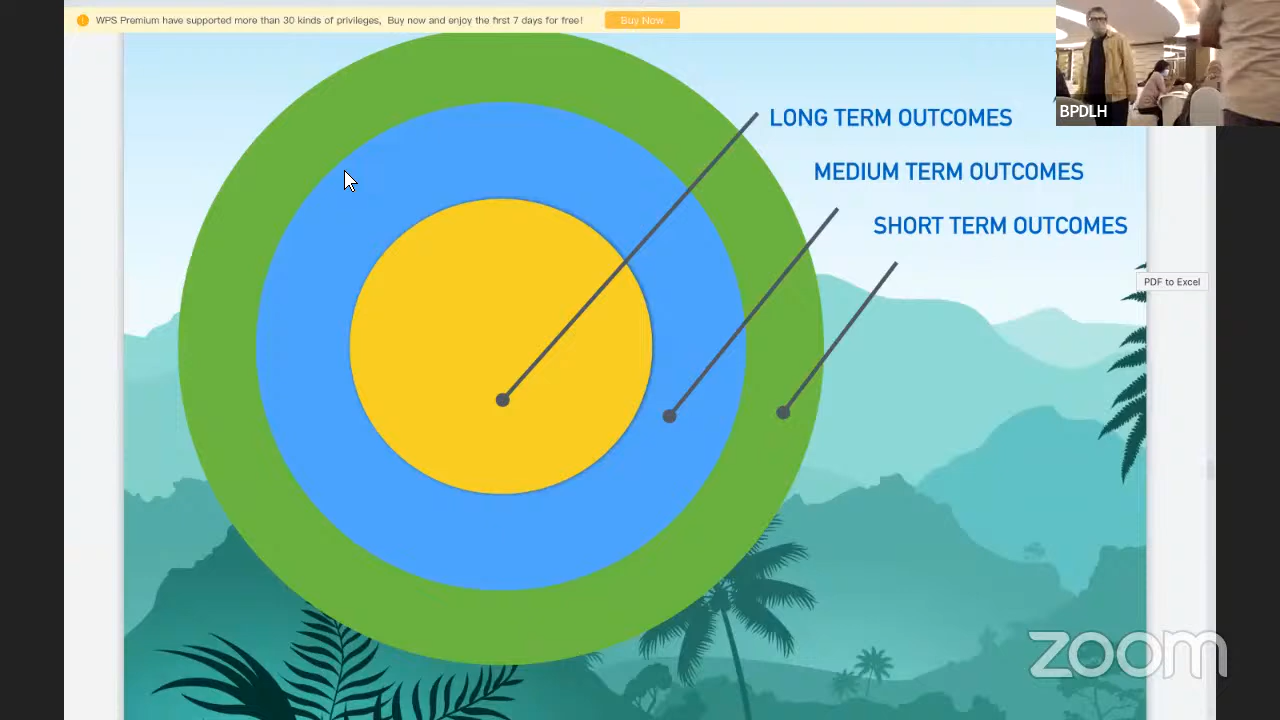 WPS Premium have supported more than 30 kinds of privileges, Buy now and enjoy the first 7 days for free!
Buy Now
BPDLH
LONG TERM OUTCOMES
MEDIUM TERM OUTCOMES
SHORT TERM OUTCOMES
PDF to Excel
zoom